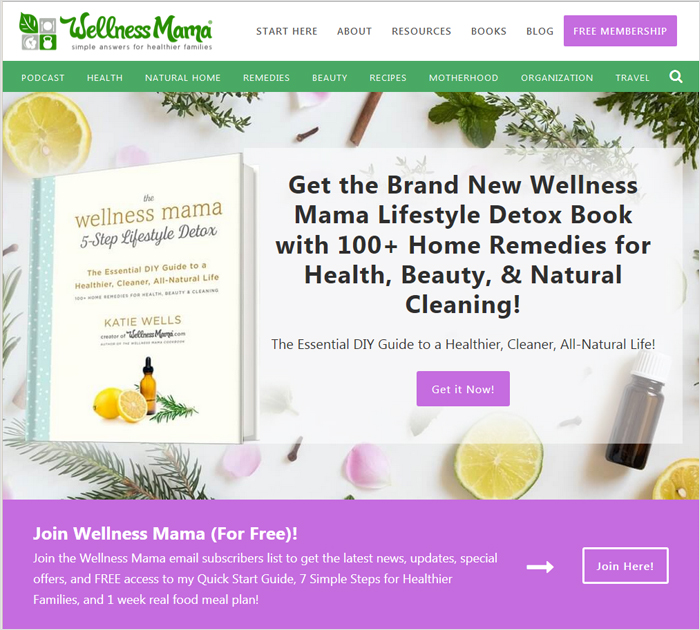 Wellness Mama®
simple answers for healthier families
START HERE
ABOUT
RESOURCES
BOOKS
BLOG
FREE MEMBERSHIP
PODCAST
HEALTH
NATURAL HOME
REMEDIES
BEAUTY
RECIPES
MOTHERHOOD
ORGANIZATION
TRAVEL
the
wellness mama
5-Step Lifestyle Detox
The Essential DIY Guide to a
Healthier, Cleaner, All-Natural Life
100+ HOME REMEDIES FOR HEALTH, BEAUTY & CLEANING
KATIE WELLS
creator of WellnessMama.com
AUTHOR OF THE WELLNESS MAMA COOKBOOK
Get the Brand New Wellness
Mama Lifestyle Detox Book
with 100+ Home Remedies for
Health, Beauty, & Natural
Cleaning!
The Essential DIY Guide to a Healthier, Cleaner, All-Natural Life!
Get it Now!
Join Wellness Mama (For Free)!
Join the Wellness Mama email subscribers list to get the latest news, updates, special
offers, and FREE access to my Quick Start Guide, 7 Simple Steps for Healthier
Families, and 1 week real food meal plan!
Join Here!